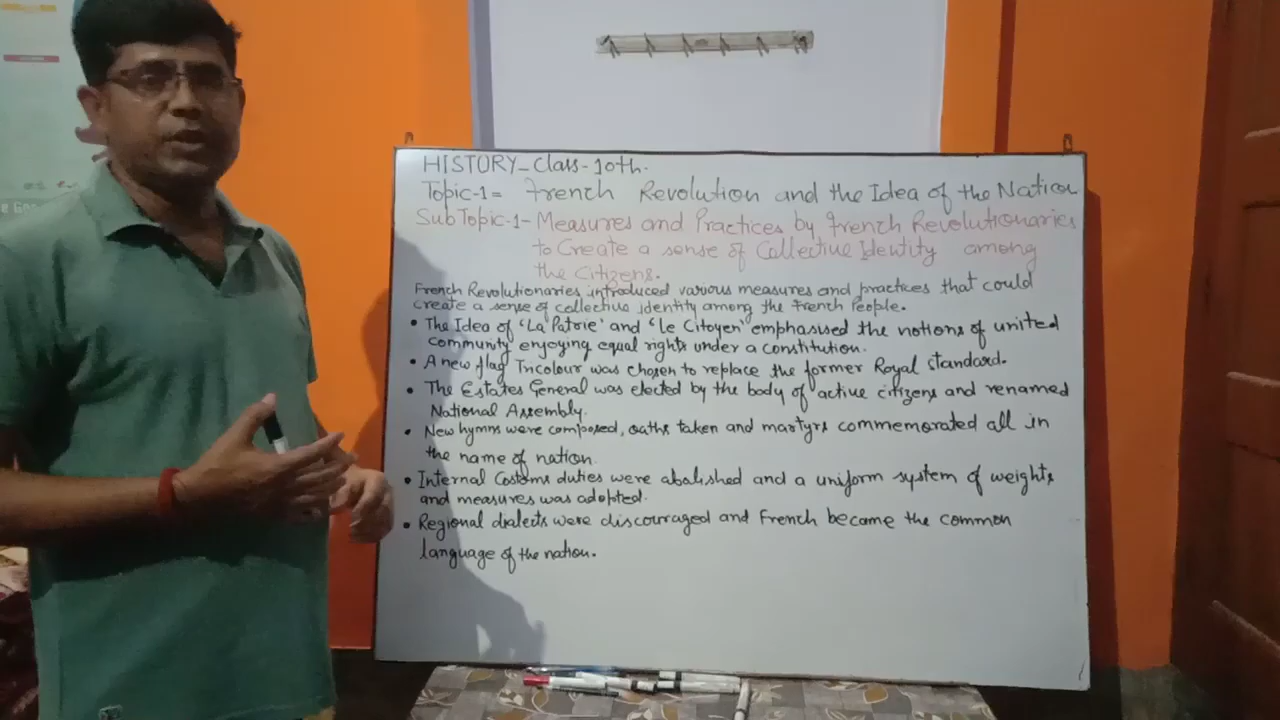 HISTORY-Class-10th.
Topic-1= French Revolution and the Idea of the Nation
SubTopic-1-Measures and Practices by French Revolutionaries
to Create a sense of Collective Identity among
the Citizens.
French Revolutionaries introduced various measures and practices that could
create a sense of collective identity among the French People.
• The Idea of 'La Patrie' and 'Le Citoyen' emphasised the notions of united
community enjoying equal rights under a constitution.
• A new flag Tricolour was chosen to replace the former Royal standard.
• The Estates General was elected by the body of active citizens and renamed
National Assembly.
• New hymns were composed, oaths taken and martyrs commemorated all in
the name of nation.
• Internal Customs duties were abolished and a uniform system of weights
and measures was adopted.
• Regional dialects were discouraged and French became the common
language of the nation.